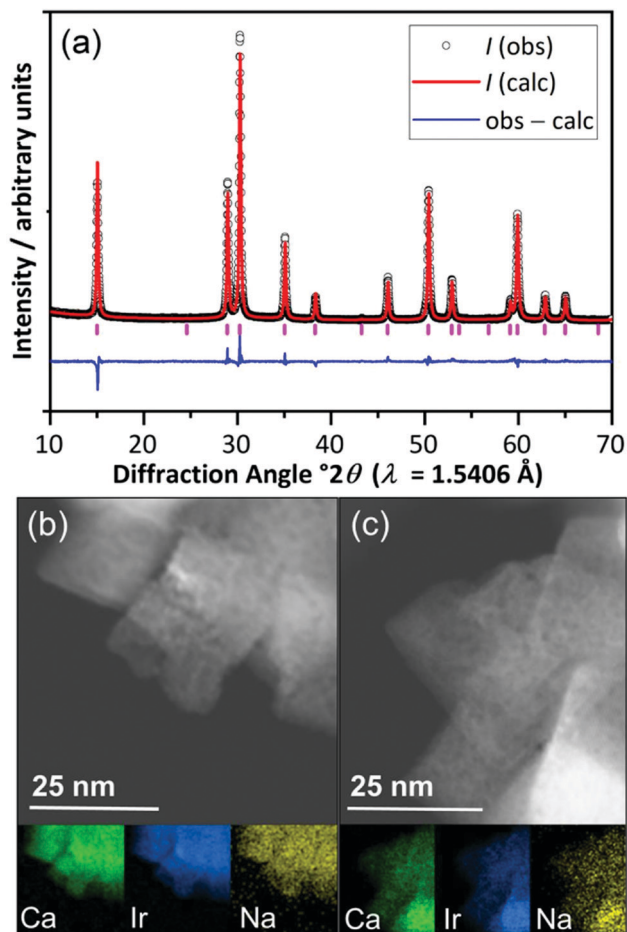 (a)
I (obs)
I (calc)
obs – calc
Intensity / arbitrary units
10 20 30 40 50 60 70
Diffraction Angle °2θ (λ = 1.5406 Å)
(b)
25 nm
Ca Ir Na
(c)
25 nm
Ca Ir Na